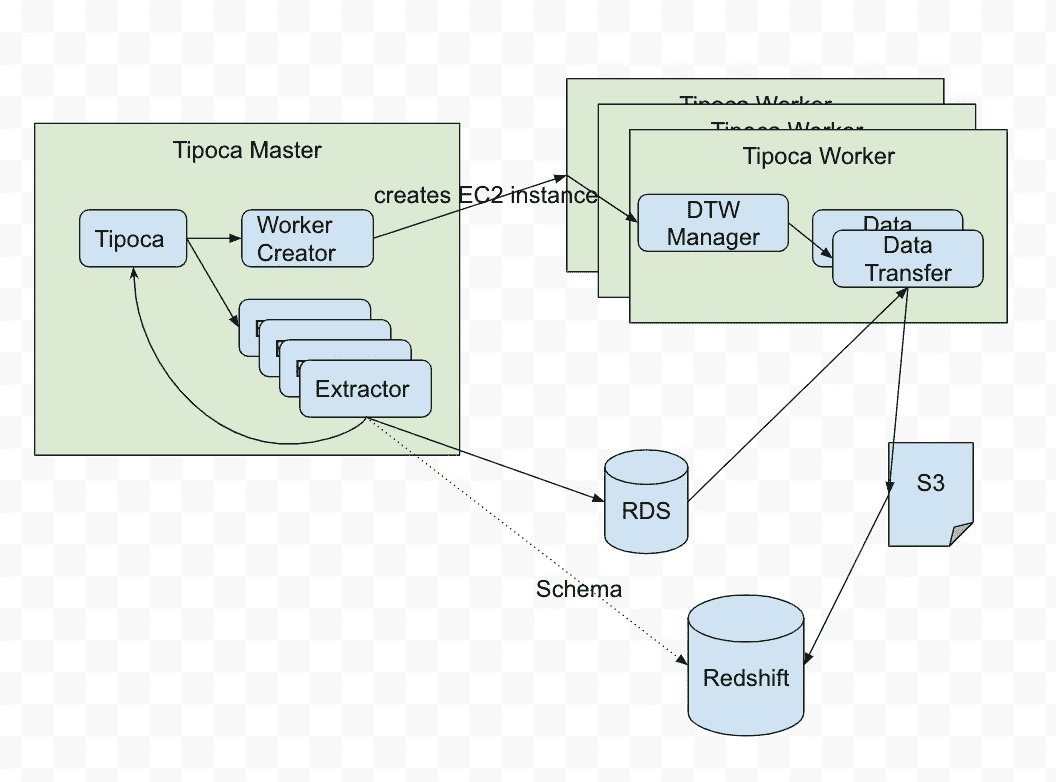 Tipoca Worker
Tipoca Worker
Tipoca Worker
Tipoca Master
creates EC2 instance
Tipoca
Worker
Creator
DTW
Manager
Data
Data
Transfer
Extractor
RDS
S3
Schema
Redshift